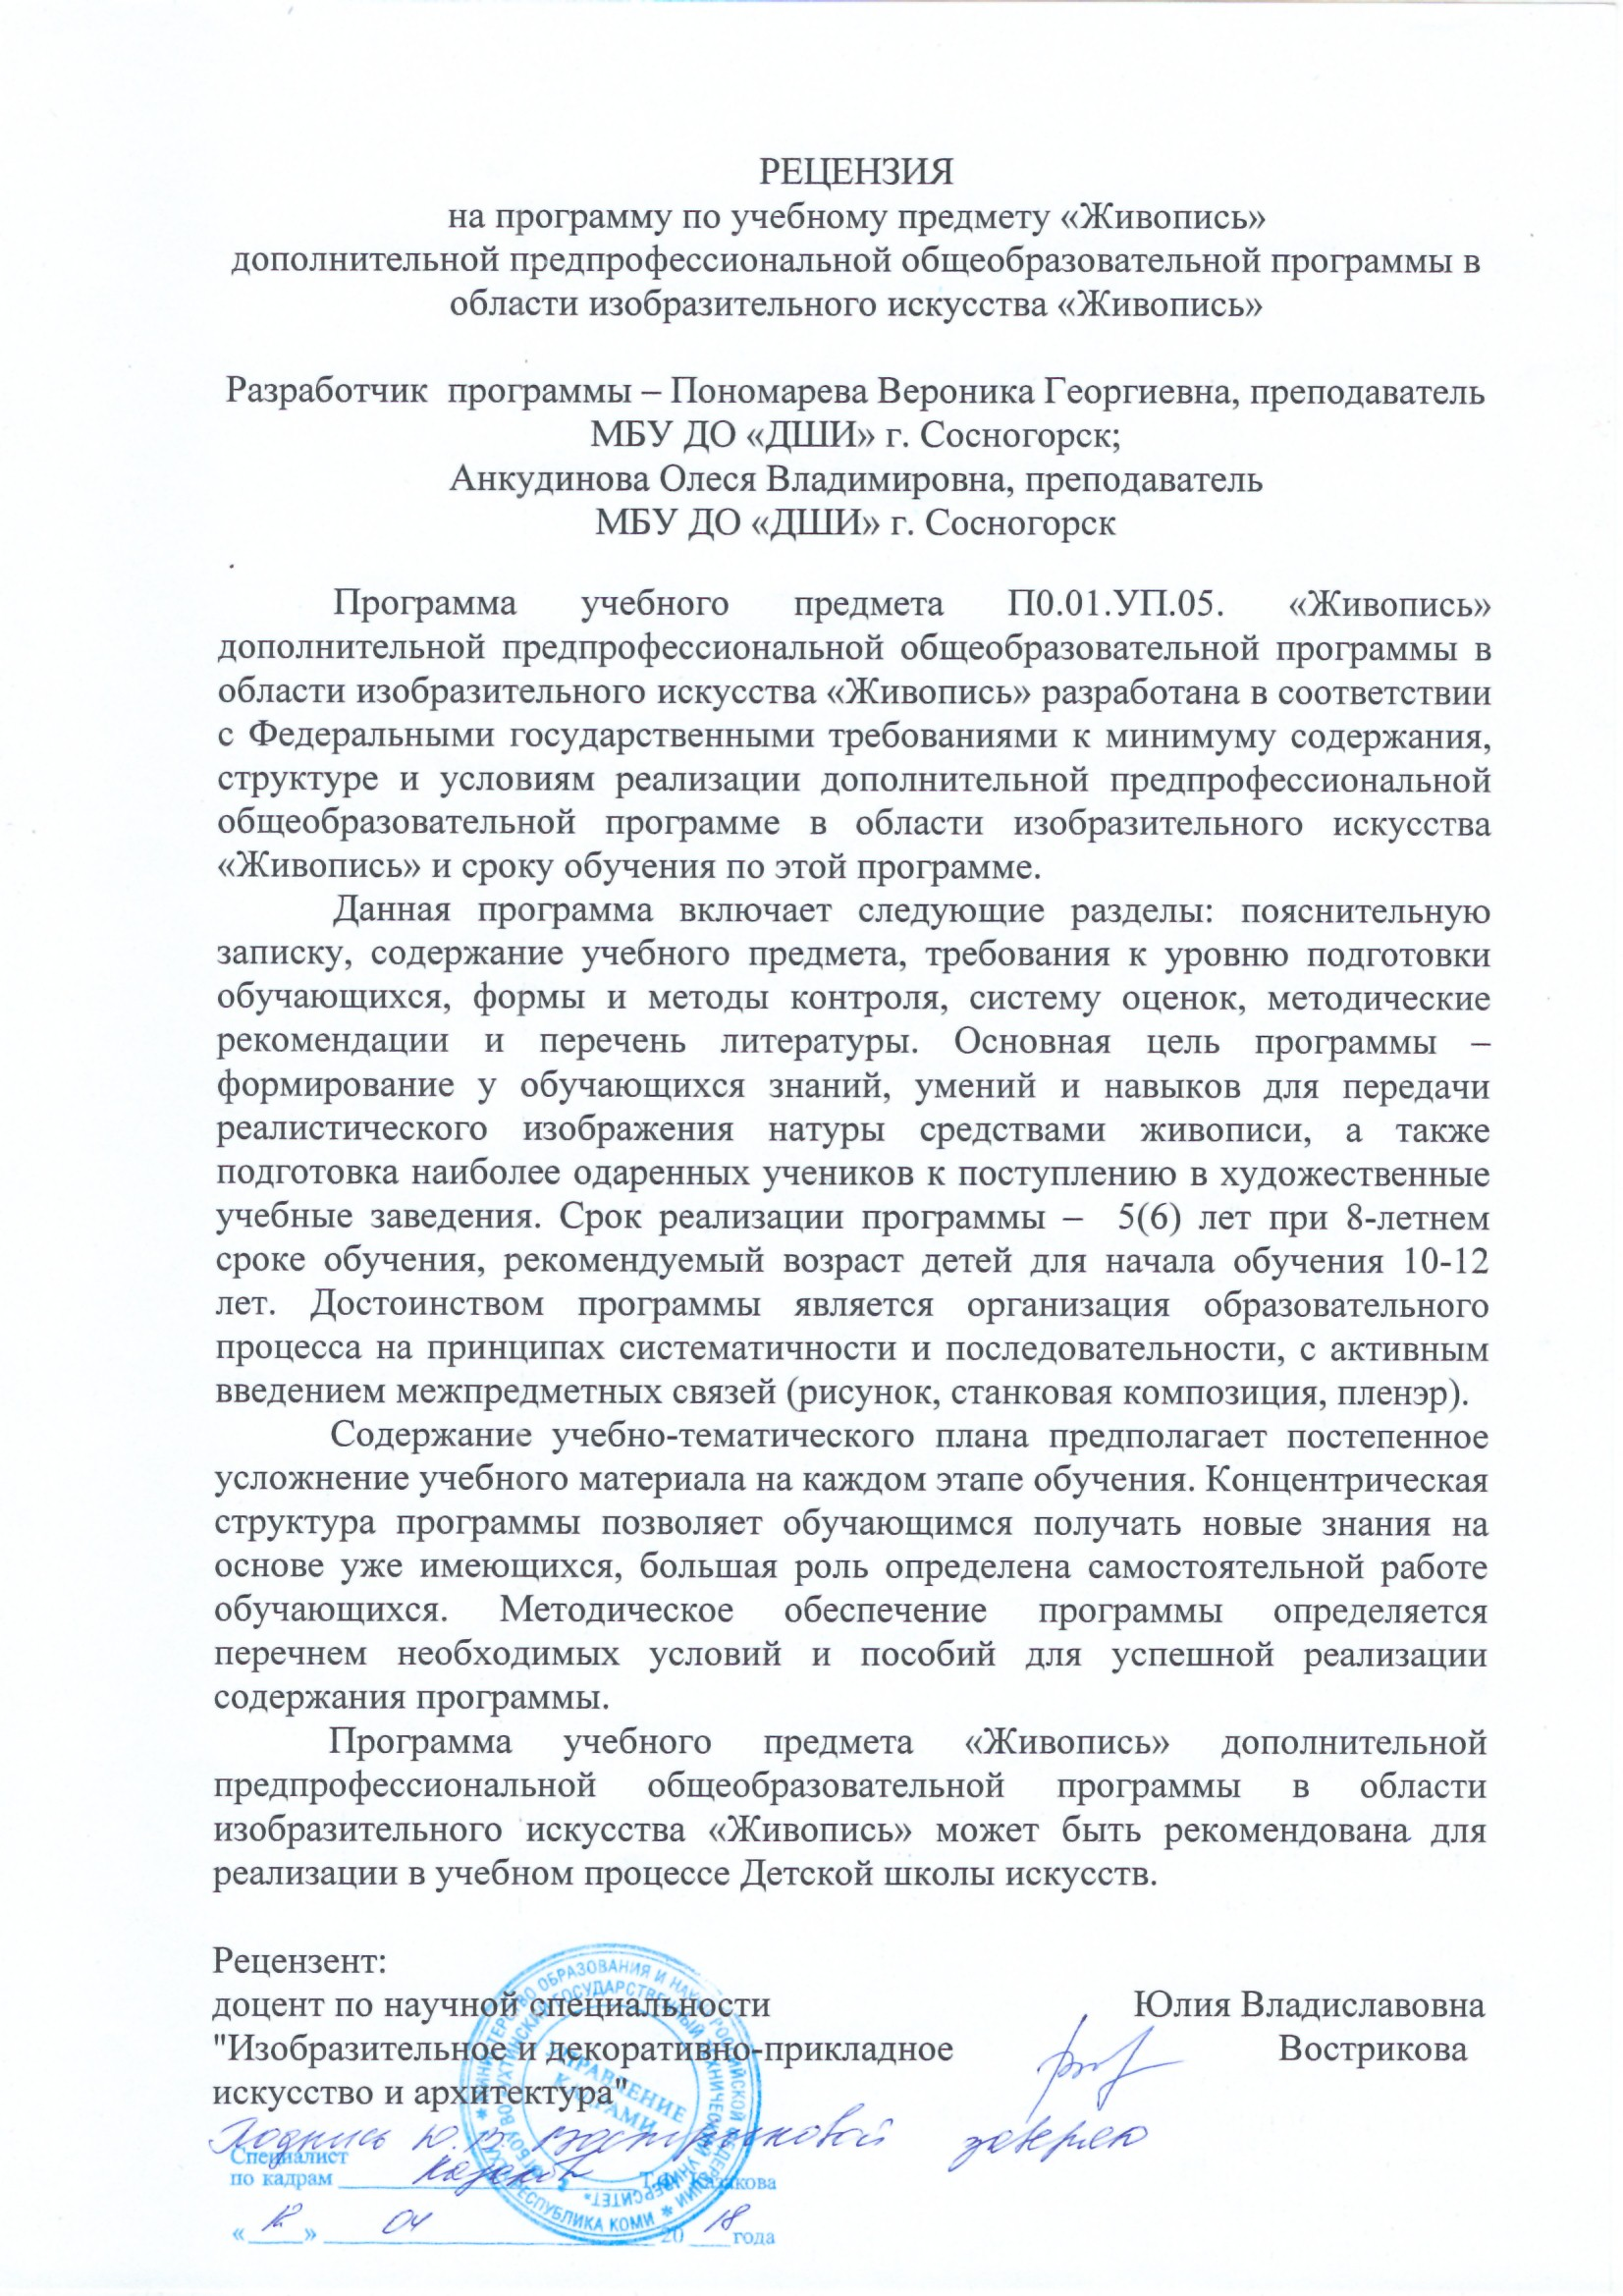 РЕЦЕНЗИЯ
на программу по учебному предмету «Живопись»
дополнительной предпрофессиональной общеобразовательной программы в
области изобразительного искусства «Живопись»
Разработчик программы – Пономарева Вероника Георгиевна, преподаватель
МБУ ДО «ДШИ» г. Сосногорск;
Анкудинова Олеся Владимировна, преподаватель
МБУ ДО «ДШИ» г. Сосногорск
Программа учебного предмета П0.01.УП.05. «Живопись»
дополнительной предпрофессиональной общеобразовательной программы в
области изобразительного искусства «Живопись» разработана в соответствии
с Федеральными государственными требованиями к минимуму содержания,
структуре и условиям реализации дополнительной предпрофессиональной
общеобразовательной программе в области изобразительного искусства
«Живопись» и сроку обучения по этой программе.
Данная программа включает следующие разделы: пояснительную
записку, содержание учебного предмета, требования к уровню подготовки
обучающихся, формы и методы контроля, систему оценок, методические
рекомендации и перечень литературы. Основная цель программы –
формирование у обучающихся знаний, умений и навыков для передачи
реалистического изображения натуры средствами живописи, а также
подготовка наиболее одаренных учеников к поступлению в художественные
учебные заведения. Срок реализации программы – 5(6) лет при 8-летнем
сроке обучения, рекомендуемый возраст детей для начала обучения 10-12
лет. Достоинством программы является организация образовательного
процесса на принципах систематичности и последовательности, с активным
введением межпредметных связей (рисунок, станковая композиция, пленэр).
Содержание учебно-тематического плана предполагает постепенное
усложнение учебного материала на каждом этапе обучения. Концентрическая
структура программы позволяет обучающимся получать новые знания на
основе уже имеющихся, большая роль определена самостоятельной работе
обучающихся. Методическое обеспечение программы определяется
перечнем необходимых условий и пособий для успешной реализации
содержания программы.
Программа учебного предмета «Живопись» дополнительной
предпрофессиональной общеобразовательной программы в области
изобразительного искусства «Живопись» может быть рекомендована для
реализации в учебном процессе Детской школы искусств.
Рецензент:
доцент по научной специальности Юлия Владиславовна
"Изобразительное и декоративно-прикладное Вострикова
искусство и архитектура"
УПРАВЛЕНИЕ
КАДРАМИ
РЕСПУБЛИКА КОМИ
Подпись Ю.В. Востриковой заверяю
Специалист
по кадрам Казакова
«12» 04 2018 года